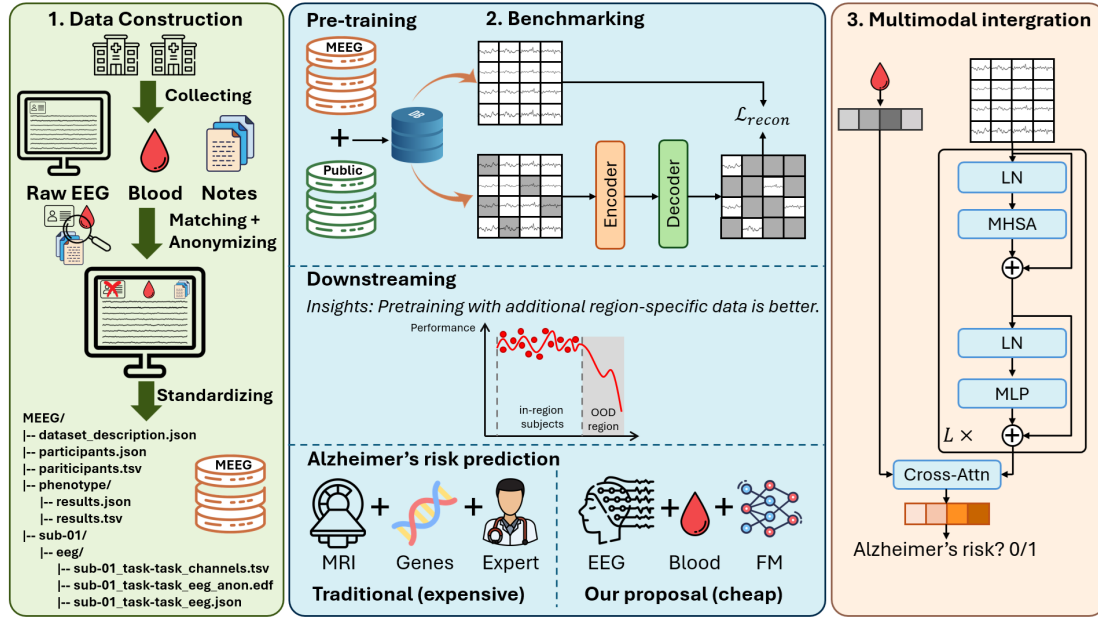 1. Data Construction
Collecting
Raw EEG
Blood
Notes
Matching +
Anonymizing
Standardizing
MEEG/
|-- dataset_description.json
|-- participants.json
|-- pariticipants.tsv
|-- phenotype/
|-- results.json
|-- results.tsv
|-- sub-01/
|-- eeg/
|-- sub-01_task-task_channels.tsv
|-- sub-01_task-task_eeg_anon.edf
|-- sub-01_task-task_eeg.json
MEEG
Pre-training
2. Benchmarking
MEEG
+
Public
DB
Encoder
Decoder
ℒrecon
Downstreaming
Insights: Pretraining with additional region-specific data is better.
Performance
in-region
subjects
OOD
region
Alzheimer's risk prediction
+
+
MRI
Genes
Expert
Traditional (expensive)
+
+
EEG
Blood
FM
Our proposal (cheap)
3. Multimodal intergration
LN
MHSA
+
LN
MLP
+
L ×
Cross-Attn
Alzheimer's risk? 0/1